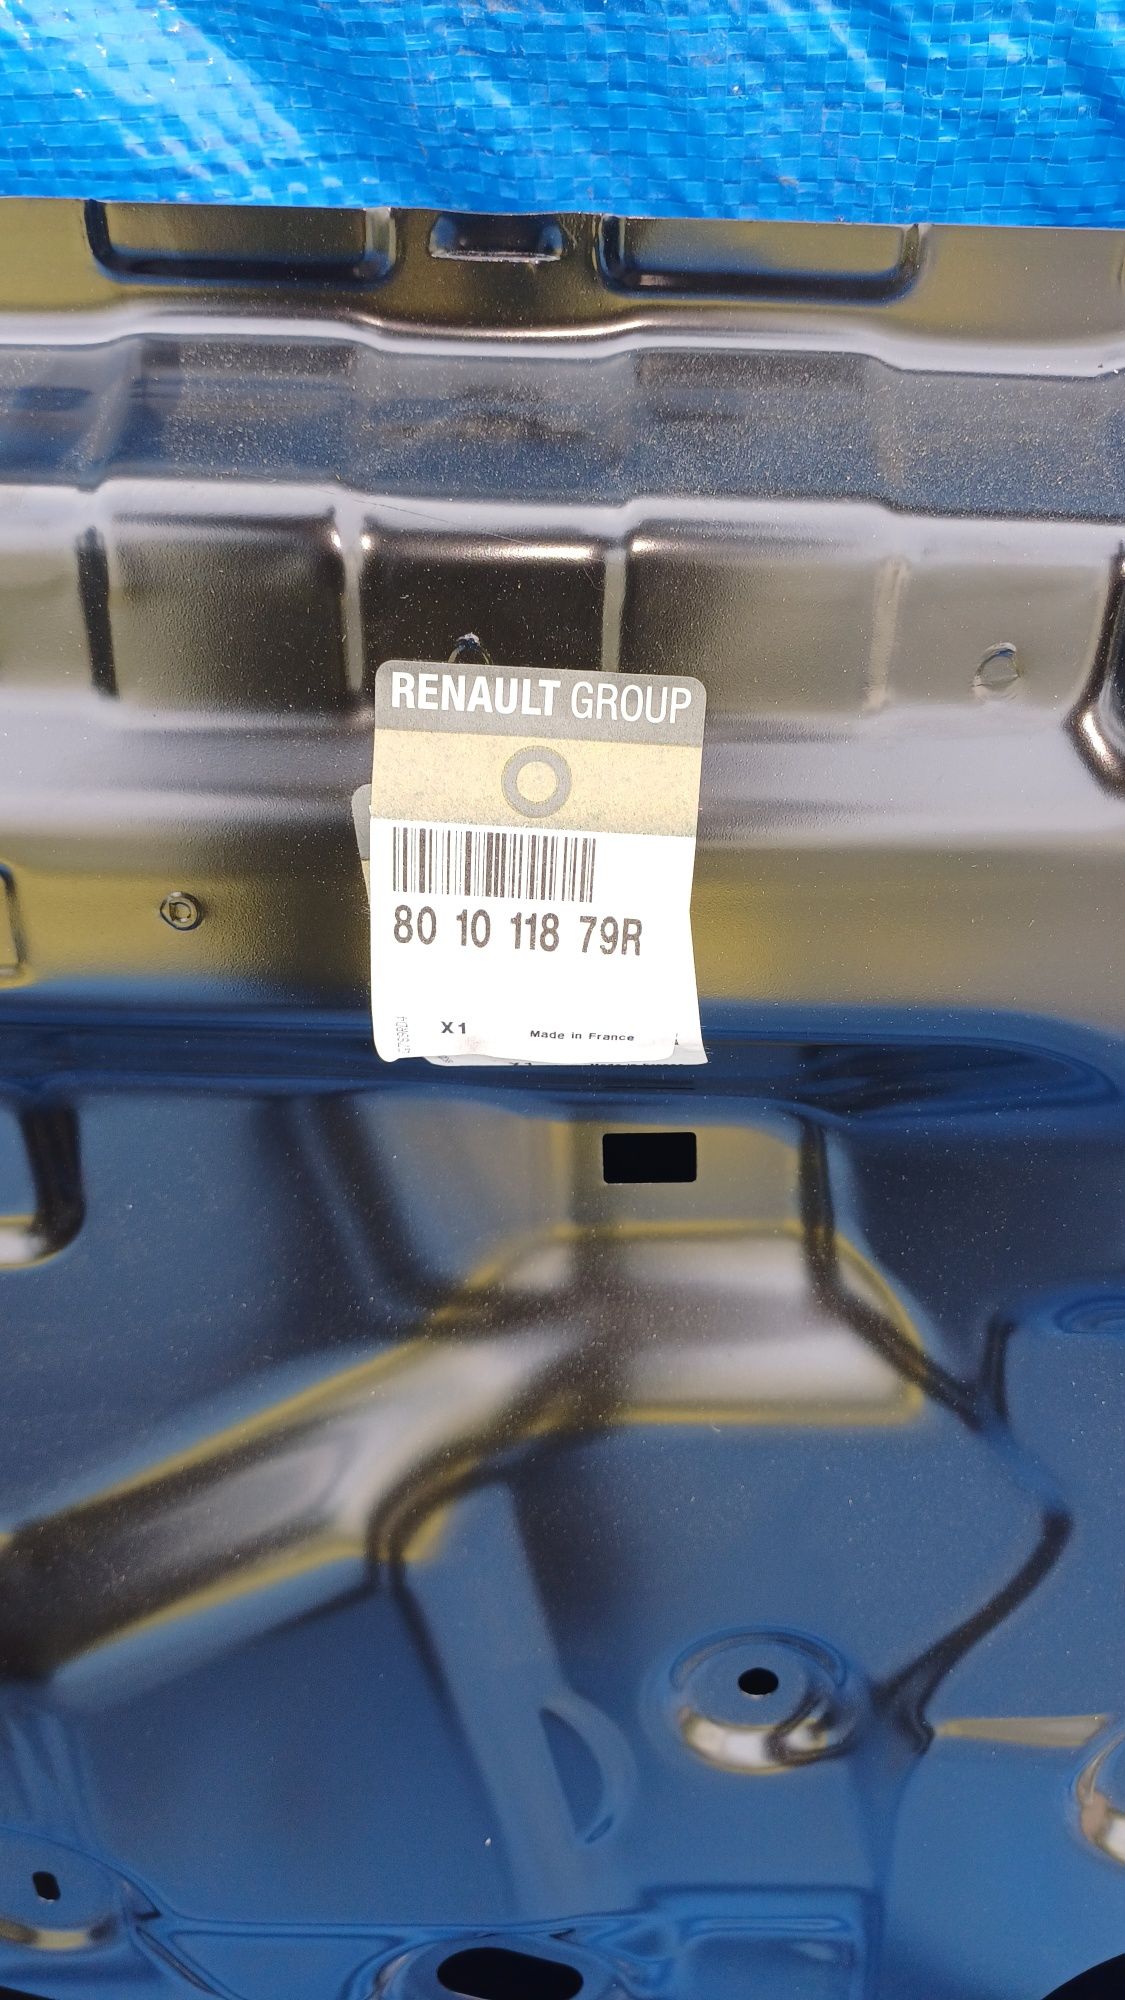 RENAULT GROUP
80 10 118 79R
X1
Made in France